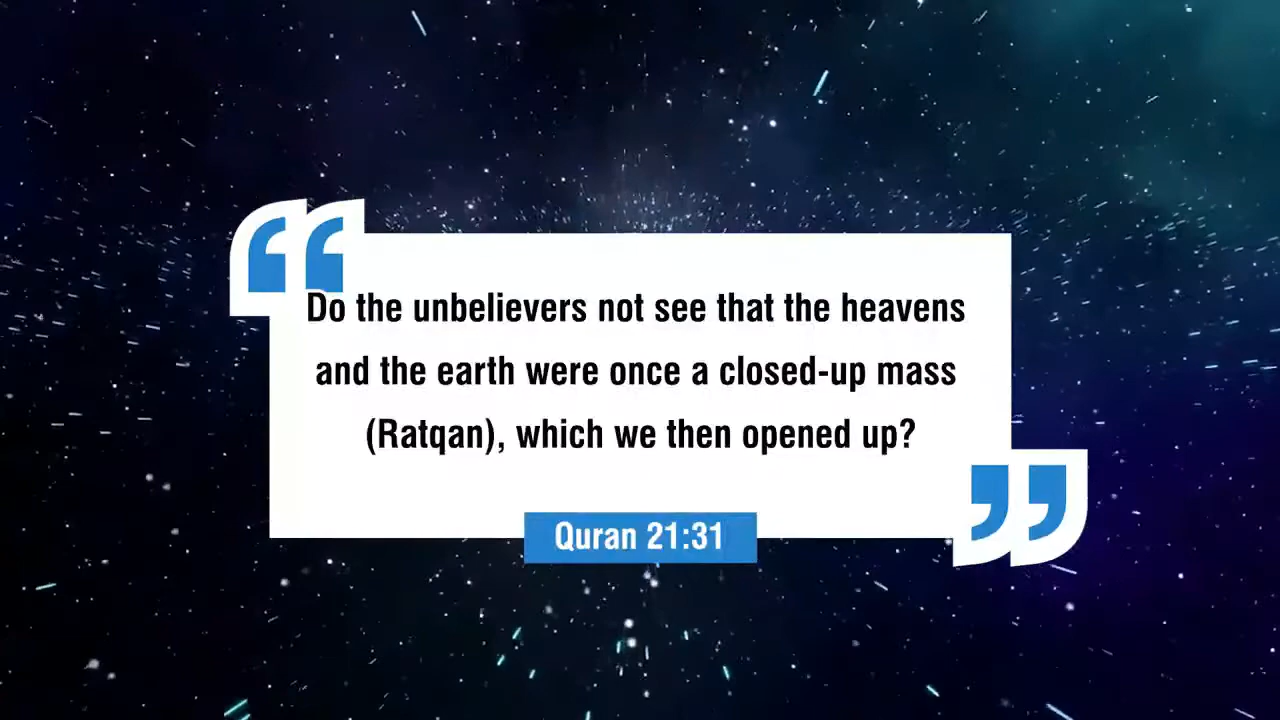 Do the unbelievers not see that the heavens
and the earth were once a closed-up mass
(Ratqan), which we then opened up?
Quran 21:31